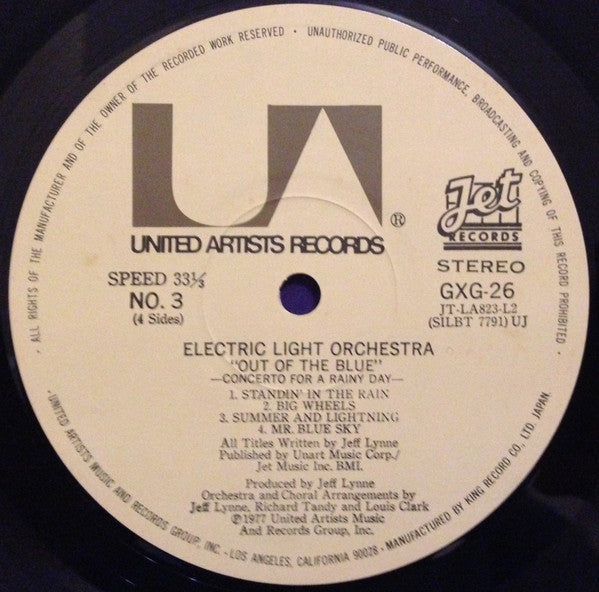 · ALL RIGHTS OF THE MANUFACTURER AND OF THE OWNER OF THE RECORDED WORK RESERVED · UNAUTHORIZED PUBLIC PERFORMANCE, BROADCASTING AND COPYING OF THIS RECORD PROHIBITED ·
UA
®
UNITED ARTISTS RECORDS
Jet
RECORDS
SPEED 33⅓
STEREO
NO. 3
GXG-26
(4 Sides)
JT-LA823-L2
(SILBT 7791) UJ
ELECTRIC LIGHT ORCHESTRA
"OUT OF THE BLUE"
—CONCERTO FOR A RAINY DAY—
1. STANDIN' IN THE RAIN
2. BIG WHEELS
3. SUMMER AND LIGHTNING
4. MR. BLUE SKY
All Titles Written by Jeff Lynne
Published by Unart Music Corp./
Jet Music Inc. BMI.
Produced by Jeff Lynne
Orchestra and Choral Arrangements by
Jeff Lynne, Richard Tandy and Louis Clark
℗1977 United Artists Music
And Records Group, Inc.
· UNITED ARTISTS MUSIC AND RECORDS GROUP, INC. · LOS ANGELES, CALIFORNIA 90028 · MANUFACTURED BY KING RECORD CO., LTD. JAPAN.